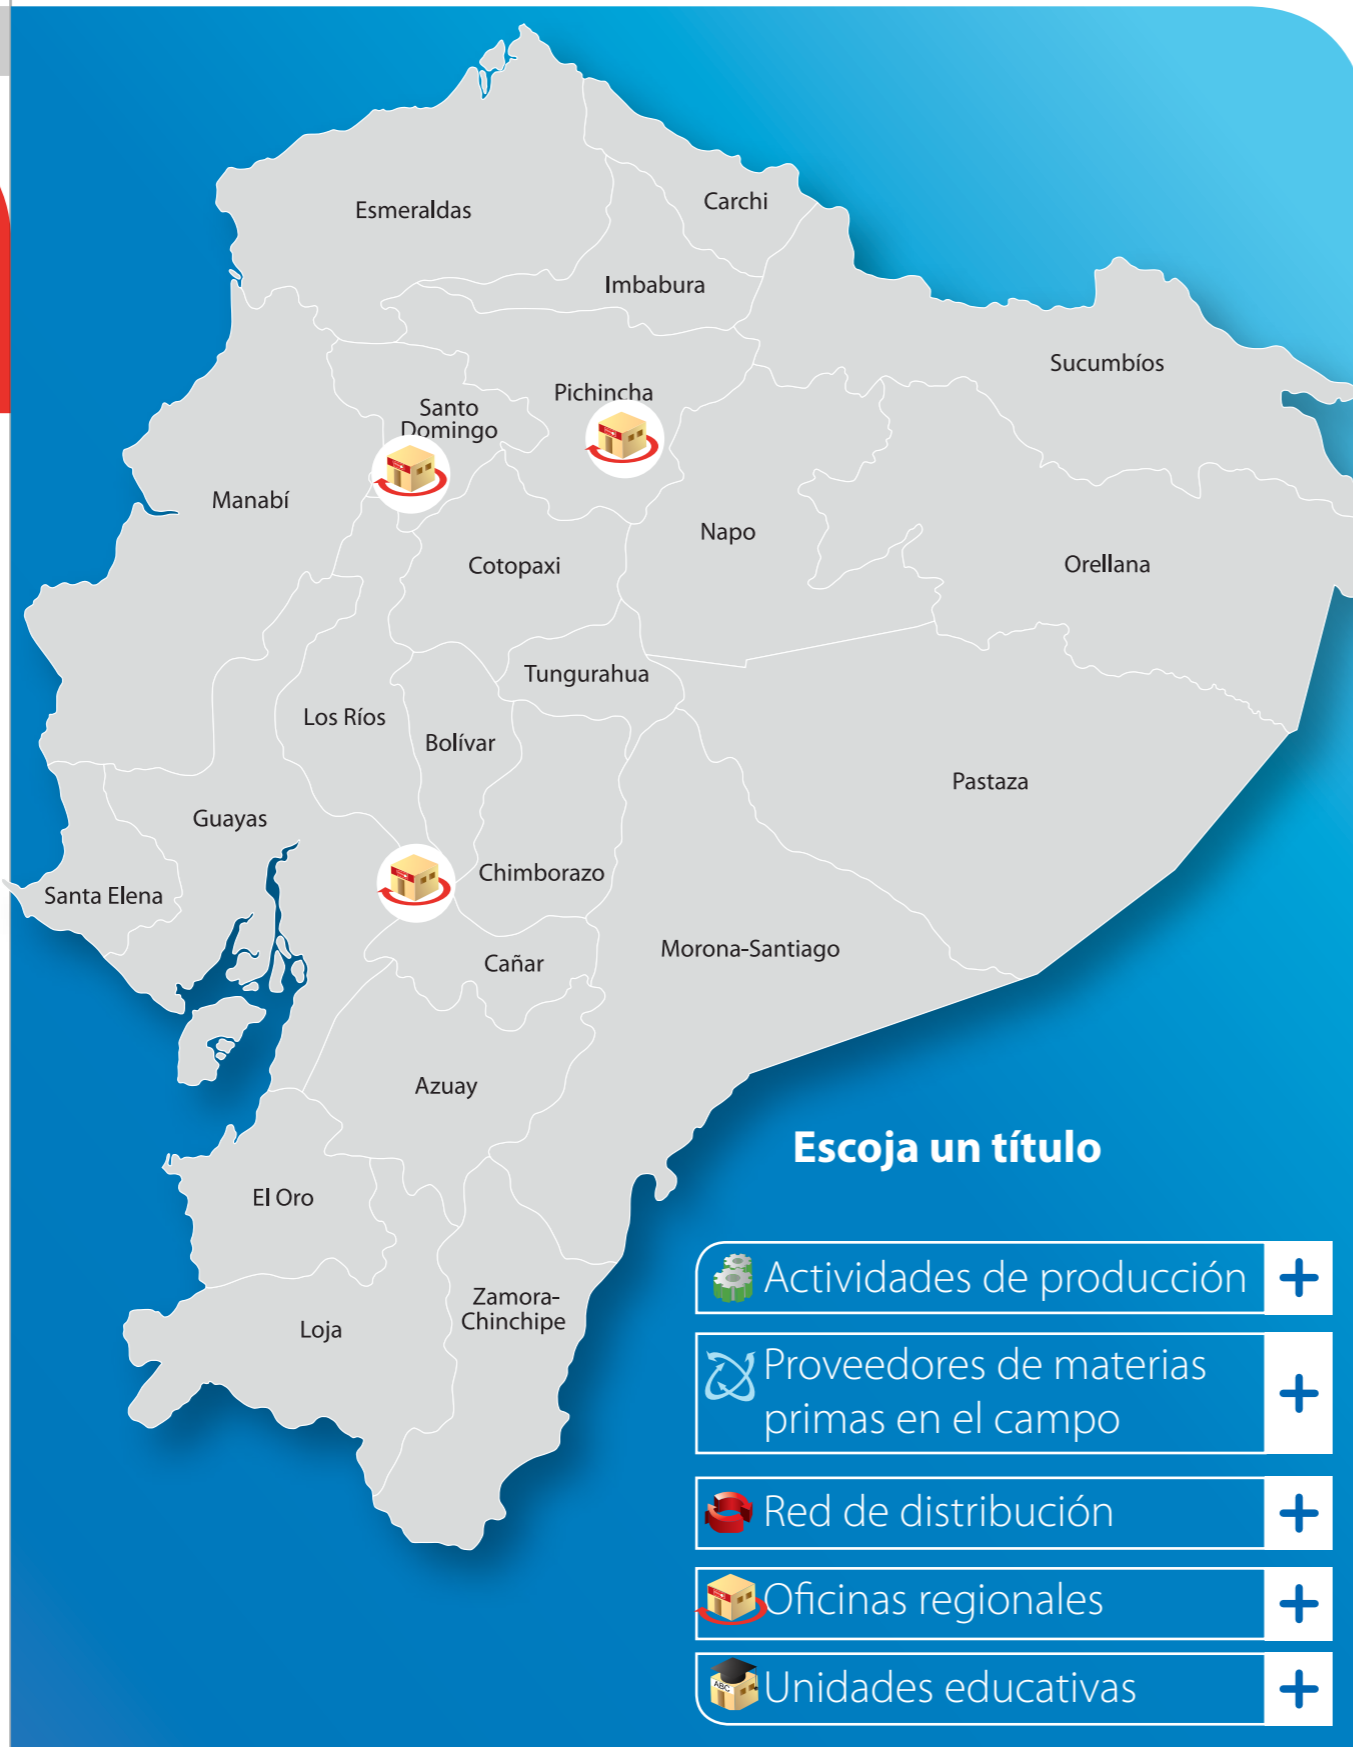 Carchi
Esmeraldas
Imbabura
Sucumbíos
Pichincha
Santo
Domingo
Manabí
Napo
Orellana
Cotopaxi
Tungurahua
Los Ríos
Bolívar
Pastaza
Guayas
Chimborazo
Santa Elena
Morona-Santiago
Cañar
Azuay
Escoja un título
El Oro
Zamora-
Chinchipe
Loja
Actividades de producción
Proveedores de materias
primas en el campo
Red de distribución
Oficinas regionales
ABC
Unidades educativas